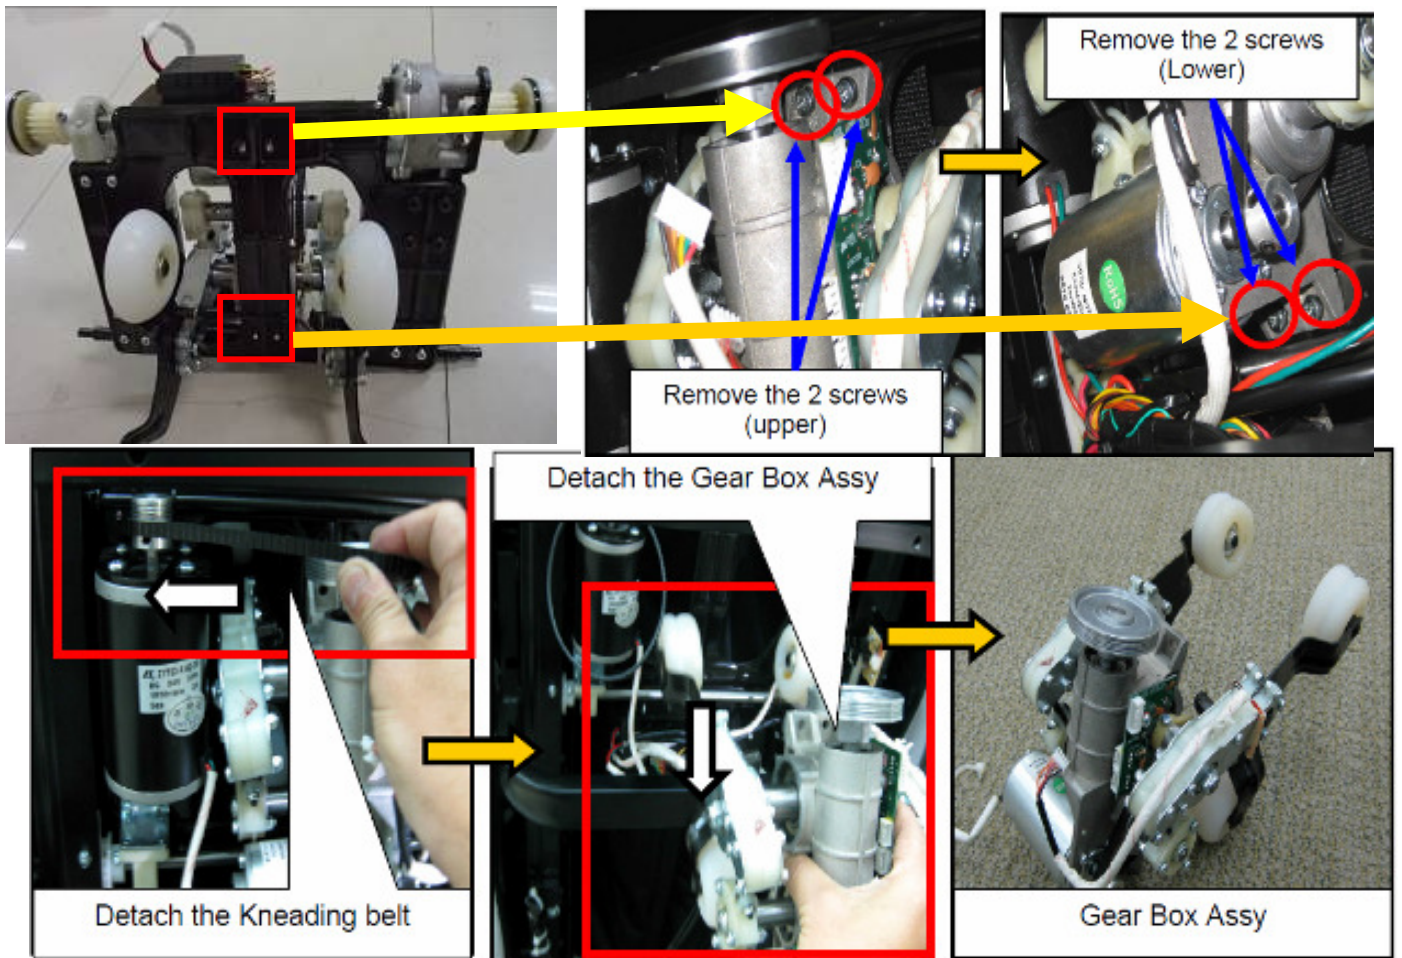 Remove the 2 screws
(Lower)
RoHS
Remove the 2 screws
(upper)
Detach the Gear Box Assy
Detach the Kneading belt
Gear Box Assy